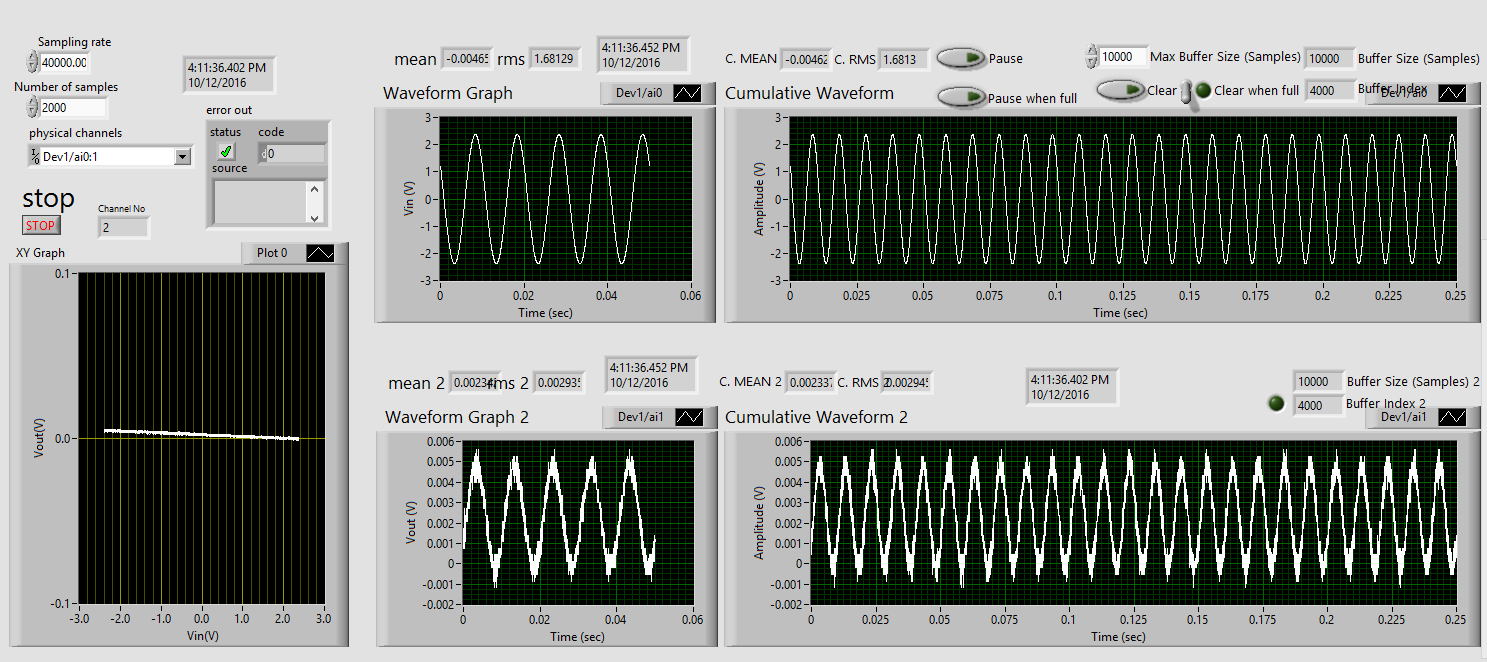 Sampling rate
40000.00
Number of samples
2000
physical channels
Dev1/ai0:1
stop
STOP
Channel No
2
4:11:36.402 PM
10/12/2016
error out
status code
0
source
XY Graph
Plot 0
0.1
0.0
-0.1
Vout(V)
-3.0 -2.0 -1.0 0.0 1.0 2.0 3.0
Vin(V)
mean -0.00465 rms 1.68129
4:11:36.452 PM
10/12/2016
Waveform Graph
Dev1/ai0
3
2
1
0
-1
-2
-3
Vin (V)
0 0.02 0.04 0.06
Time (sec)
C. MEAN -0.00462 C. RMS 1.6813
Pause
10000 Max Buffer Size (Samples) 10000 Buffer Size (Samples)
Pause when full
Clear Clear when full 4000 Buffer Index
Cumulative Waveform
Dev1/ai0
3
2
1
0
-1
-2
-3
Amplitude (V)
0 0.025 0.05 0.075 0.1 0.125 0.15 0.175 0.2 0.225 0.25
Time (sec)
mean 2 rms 2 0.002935
4:11:36.452 PM
10/12/2016
Waveform Graph 2
Dev1/ai1
0.006
0.005
0.004
0.003
0.002
0.001
0
-0.001
-0.002
Vout (V)
0 0.02 0.04 0.06
Time (sec)
C. MEAN 2 0.002337 C. RMS 2 0.002945
4:11:36.402 PM
10/12/2016
10000 Buffer Size (Samples) 2
4000 Buffer Index 2
Cumulative Waveform 2
Dev1/ai1
0.006
0.005
0.004
0.003
0.002
0.001
0
-0.001
-0.002
Amplitude (V)
0 0.025 0.05 0.075 0.1 0.125 0.15 0.175 0.2 0.225 0.25
Time (sec)